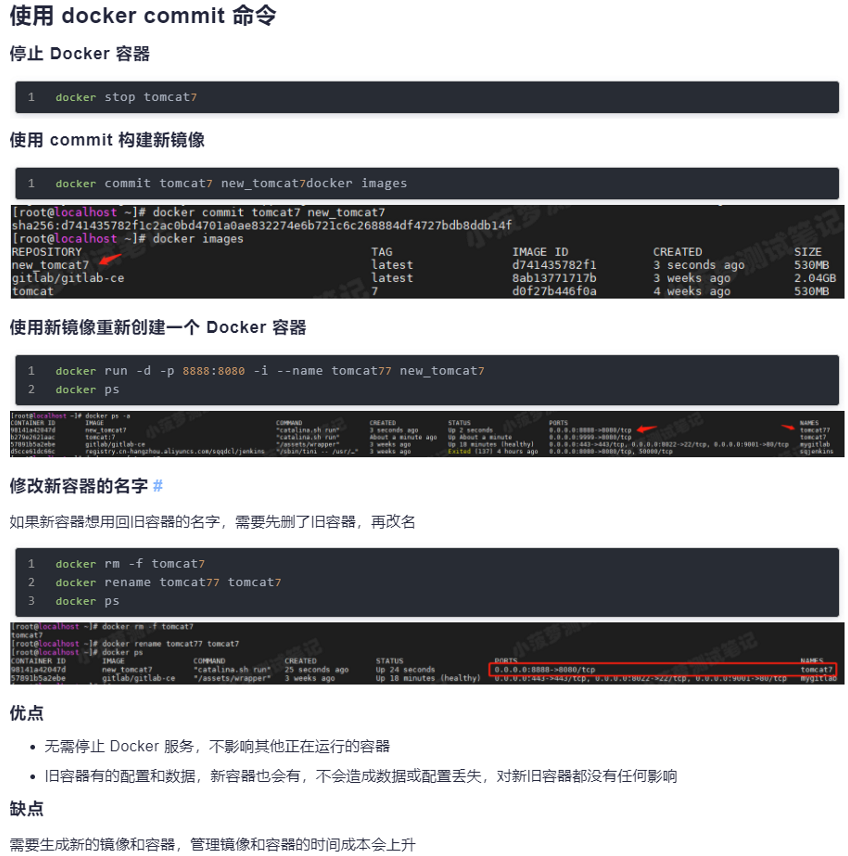 使用 docker commit 命令
停止 Docker 容器
1 docker stop tomcat7
使用 commit 构建新镜像
1 docker commit tomcat7 new_tomcat7docker images
[root@localhost ~]# docker commit tomcat7 new_tomcat7
sha256:d741435782f1c2ac0bd4701a0ae832274e6b721c6c268884df4727bdb8ddb14f
[root@localhost ~]# docker images
REPOSITORY TAG IMAGE ID CREATED SIZE
new_tomcat7 latest d741435782f1 3 seconds ago 530MB
gitlab/gitlab-ce latest 8ab13771717b 3 weeks ago 2.04GB
tomcat 7 d0f27b446f0a 4 weeks ago 530MB
使用新镜像重新创建一个 Docker 容器
1 docker run -d -p 8888:8080 -i --name tomcat77 new_tomcat7
2 docker ps
[root@localhost ~]# docker ps -a
CONTAINER ID IMAGE COMMAND CREATED STATUS PORTS NAMES
98141a42047d new_tomcat7 "catalina.sh run" 3 seconds ago Up 2 seconds 0.0.0.0:8888->8080/tcp tomcat77
b279e2621aac tomcat:7 "catalina.sh run" About a minute ago Up About a minute 0.0.0.0:9999->8080/tcp tomcat7
57891b5a2ebe gitlab/gitlab-ce "/assets/wrapper" 3 weeks ago Up 18 minutes (healthy) 0.0.0.0:443->443/tcp, 0.0.0.0:8022->22/tcp, 0.0.0.0:9001->80/tcp mygitlab
d5cca61dc66c registry.cn-hangzhou.aliyuncs.com/sqqdcl/jenkins "/sbin/tini -- /usr/…" 3 weeks ago Exited (137) 4 hours ago 0.0.0.0:8080->8080/tcp, 50000/tcp sqjenkins
修改新容器的名字 #
如果新容器想用回旧容器的名字，需要先删了旧容器，再改名
1 docker rm -f tomcat7
2 docker rename tomcat77 tomcat7
3 docker ps
[root@localhost ~]# docker rm -f tomcat7
tomcat7
[root@localhost ~]# docker rename tomcat77 tomcat7
[root@localhost ~]# docker ps
CONTAINER ID IMAGE COMMAND CREATED STATUS PORTS NAMES
98141a42047d new_tomcat7 "catalina.sh run" 25 seconds ago Up 24 seconds 0.0.0.0:8888->8080/tcp tomcat7
57891b5a2ebe gitlab/gitlab-ce "/assets/wrapper" 3 weeks ago Up 18 minutes (healthy) 0.0.0.0:443->443/tcp, 0.0.0.0:8022->22/tcp, 0.0.0.0:9001->80/tcp mygitlab
优点
• 无需停止 Docker 服务，不影响其他正在运行的容器
• 旧容器有的配置和数据，新容器也会有，不会造成数据或配置丢失，对新旧容器都没有任何影响
缺点
需要生成新的镜像和容器，管理镜像和容器的时间成本会上升